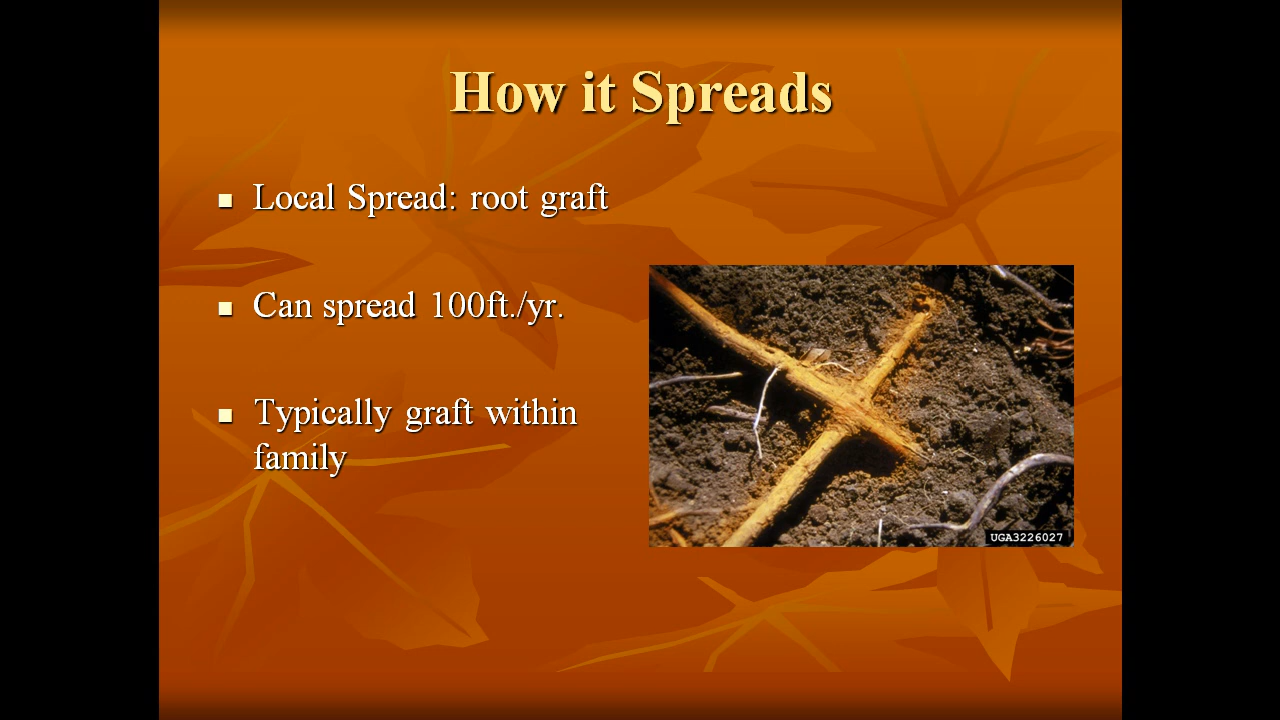 How it Spreads
Local Spread: root graft
Can spread 100ft./yr.
Typically graft within
family
UGA3226027